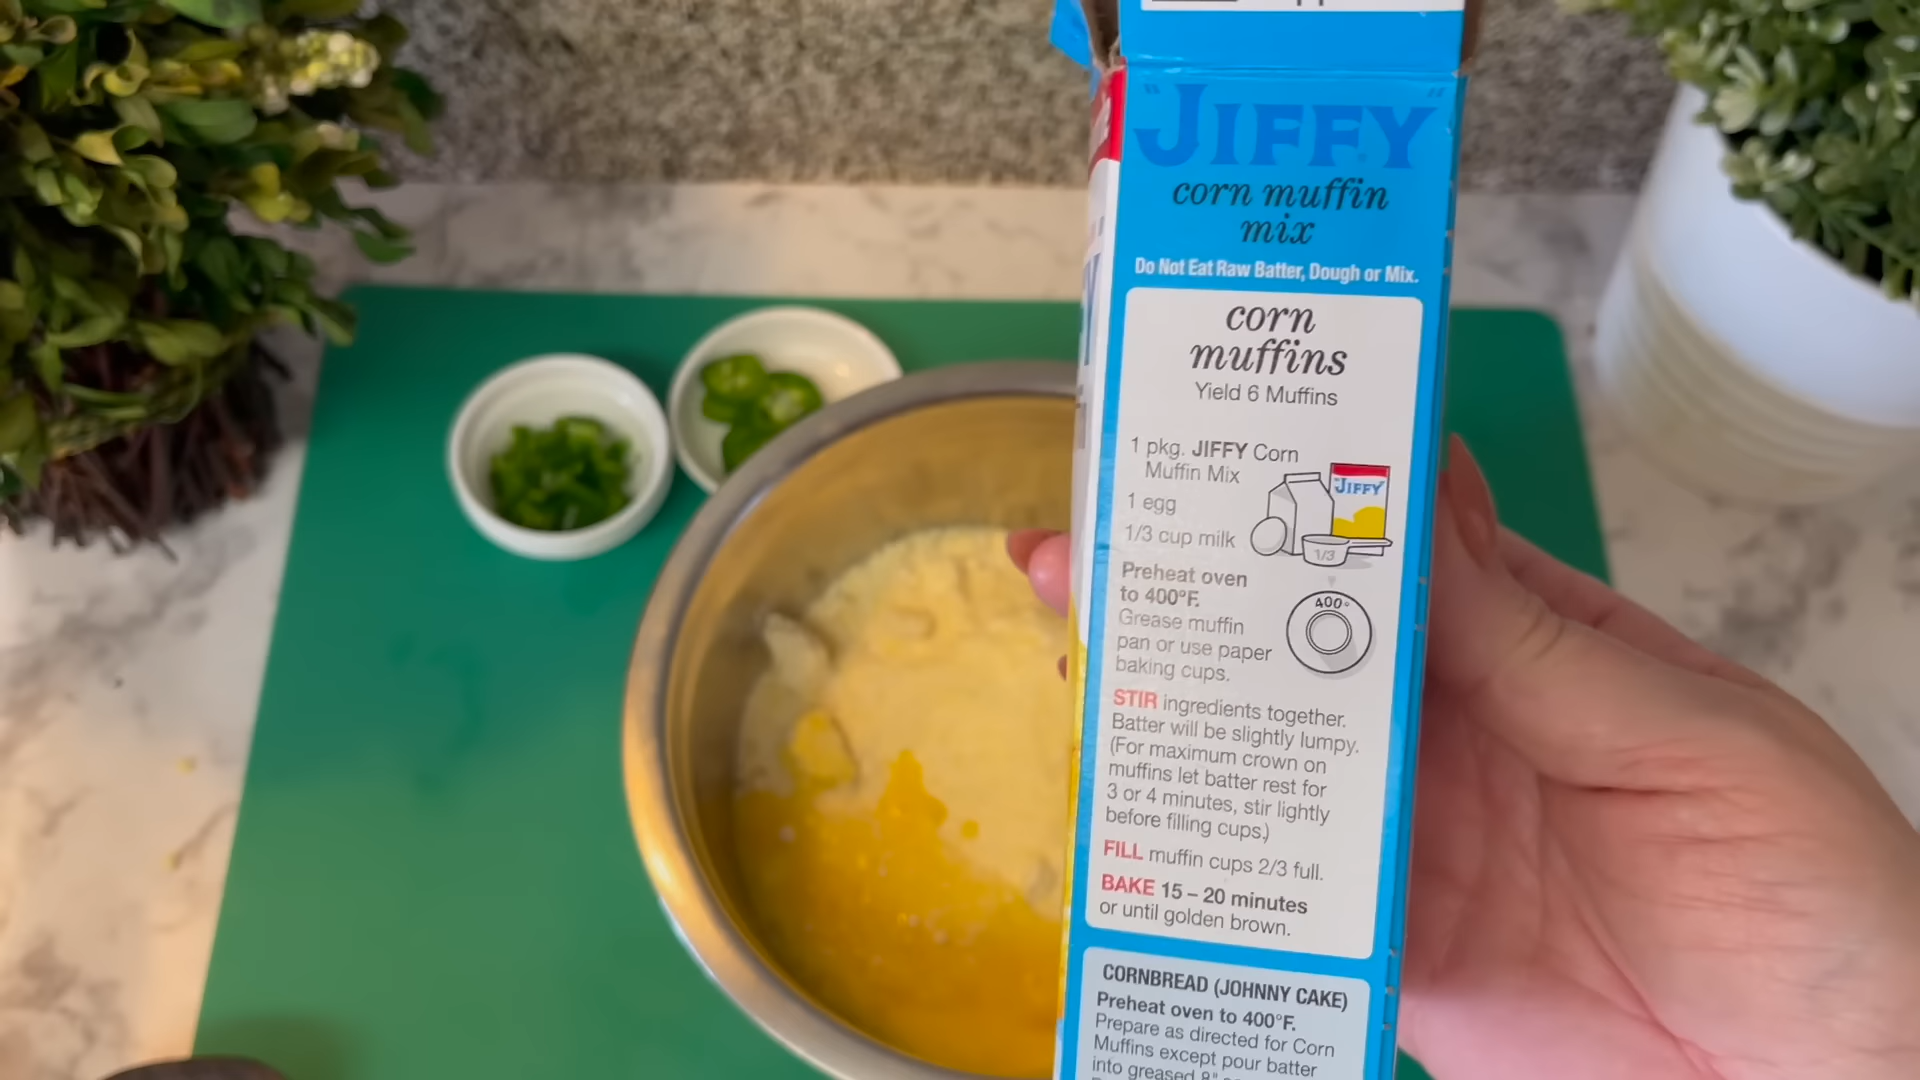 "JIFFY"
corn muffin
mix
Do Not Eat Raw Batter, Dough or Mix.
corn
muffins
Yield 6 Muffins
1 pkg. JIFFY Corn
Muffin Mix
1 egg
1/3 cup milk
"JIFFY"
1/3
Preheat oven
to 400°F.
Grease muffin
pan or use paper
baking cups.
400°
STIR ingredients together.
Batter will be slightly lumpy.
(For maximum crown on
muffins let batter rest for
3 or 4 minutes, stir lightly
before filling cups.)
FILL muffin cups 2/3 full.
BAKE 15 – 20 minutes
or until golden brown.
CORNBREAD (JOHNNY CAKE)
Preheat oven to 400°F.
Prepare as directed for Corn
Muffins except pour batter
into greased 8"